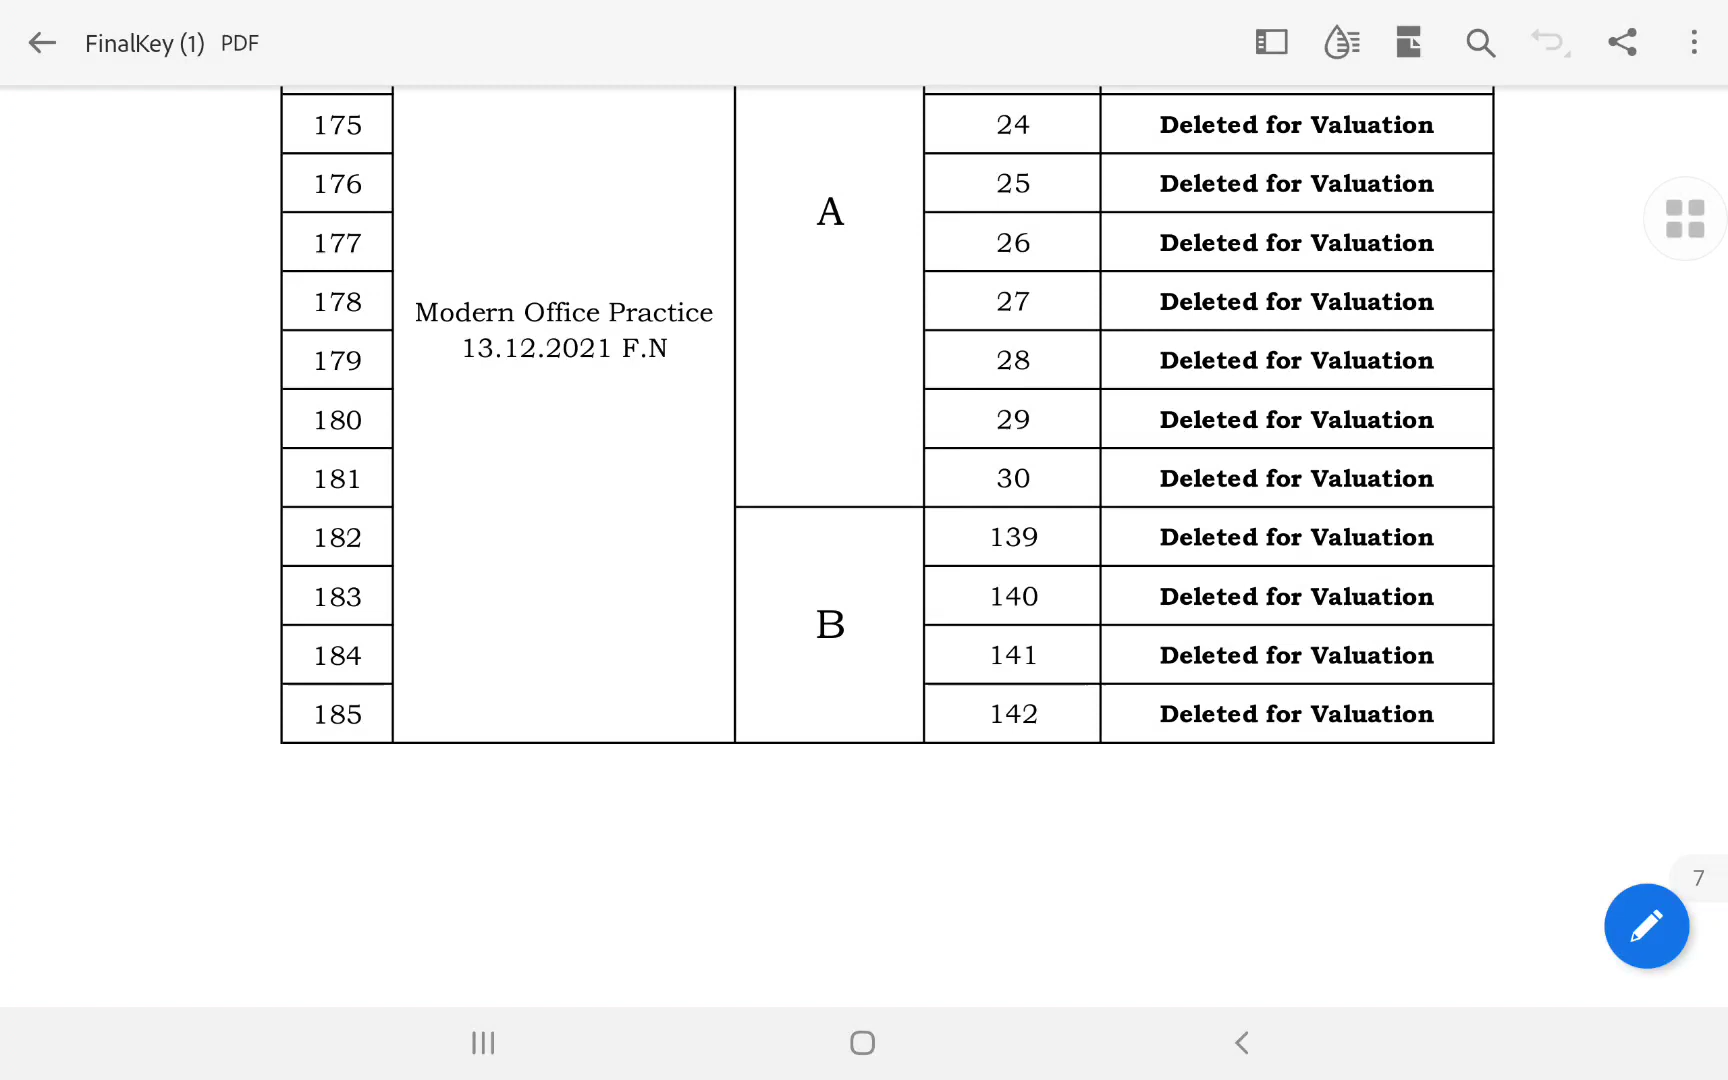 FinalKey (1) PDF
175 24 Deleted for Valuation
176 25 Deleted for Valuation
A
177 26 Deleted for Valuation
178 27 Deleted for Valuation
Modern Office Practice
13.12.2021 F.N
179 28 Deleted for Valuation
180 29 Deleted for Valuation
181 30 Deleted for Valuation
182 139 Deleted for Valuation
183 140 Deleted for Valuation
B
184 141 Deleted for Valuation
185 142 Deleted for Valuation
7